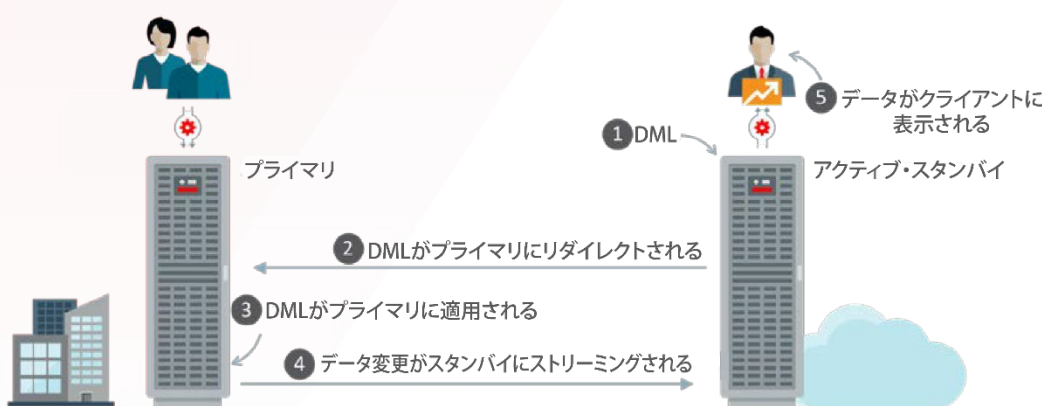 5 データがクライアントに
表示される
1 DML
プライマリ
アクティブ・スタンバイ
2 DMLがプライマリにリダイレクトされる
3 DMLがプライマリに適用される
4 データ変更がスタンバイにストリーミングされる